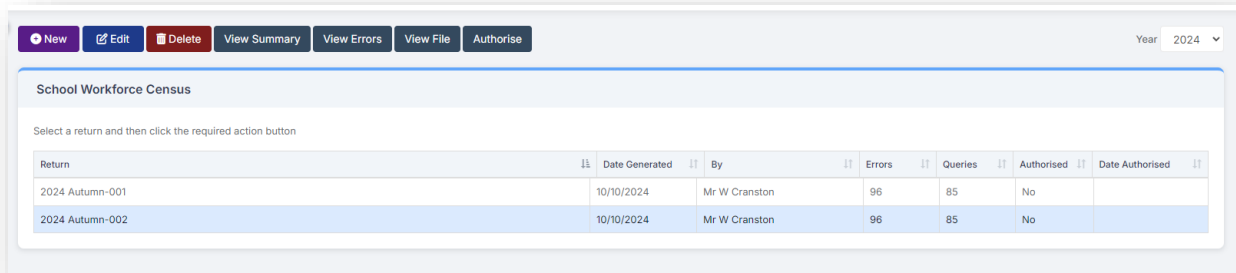 New Edit Delete View Summary View Errors View File Authorise Year 2024
School Workforce Census
Select a return and then click the required action button
Return Date Generated By Errors Queries Authorised Date Authorised
2024 Autumn-001 10/10/2024 Mr W Cranston 96 85 No
2024 Autumn-002 10/10/2024 Mr W Cranston 96 85 No